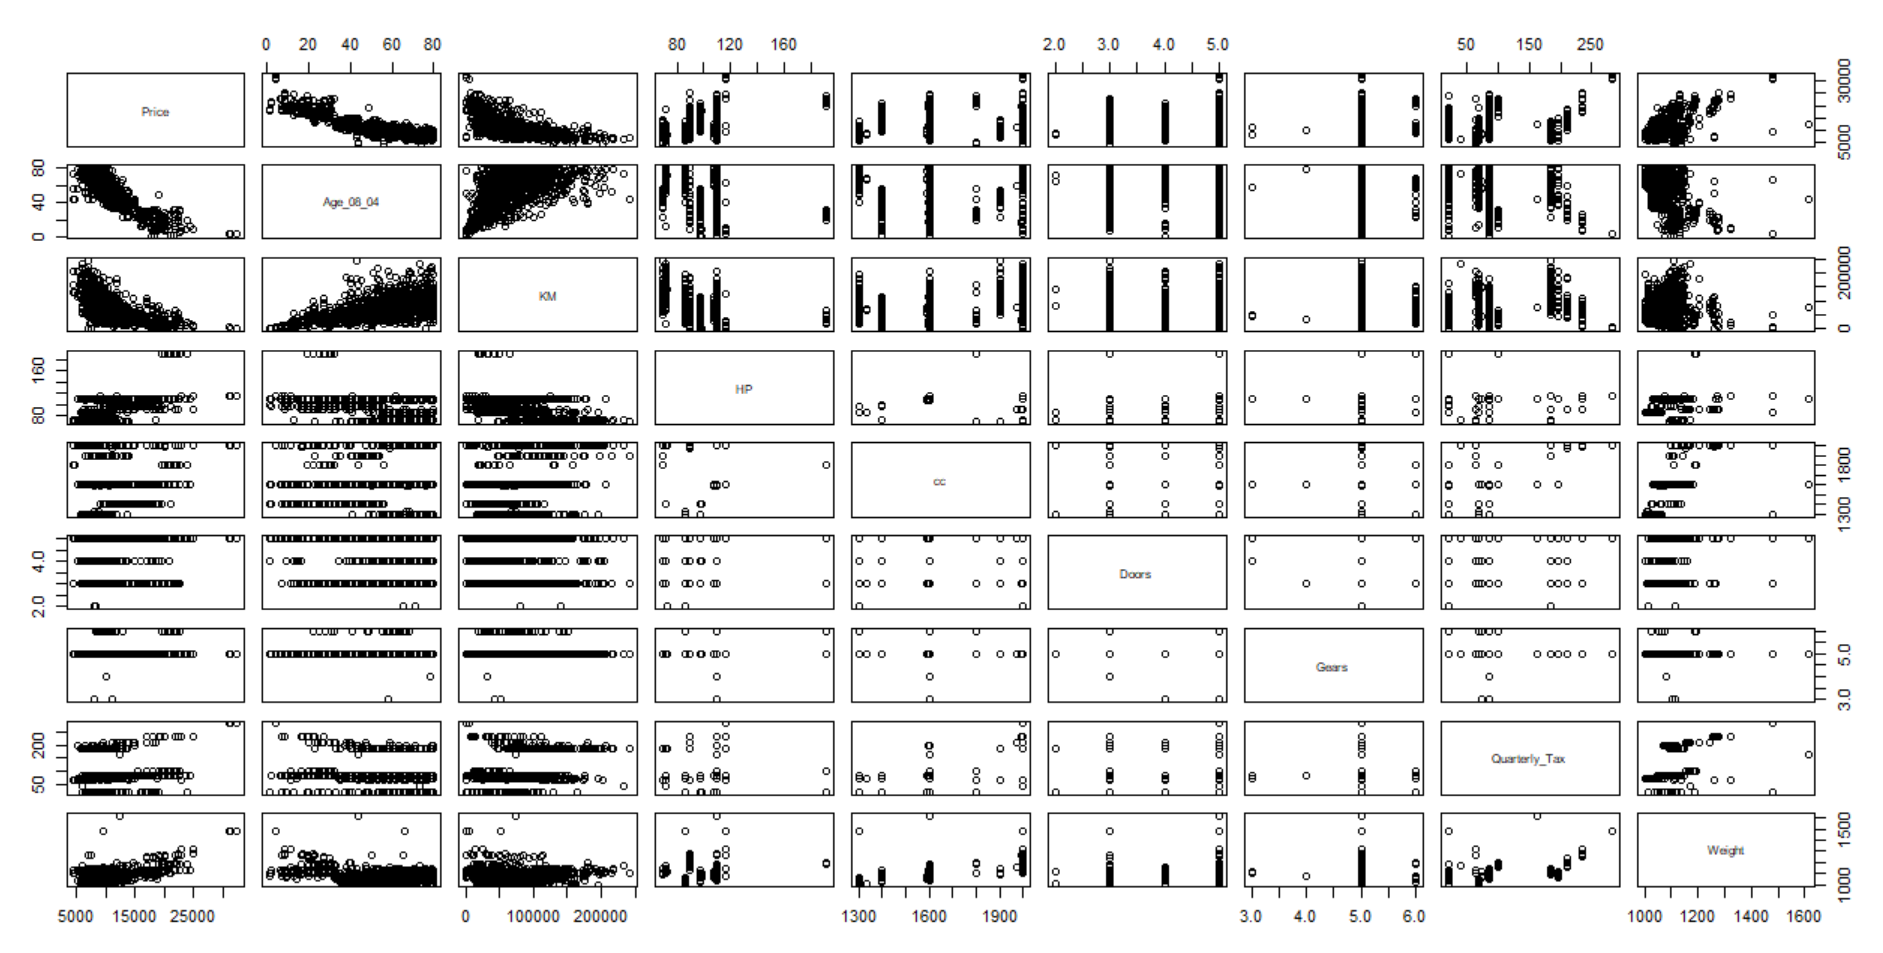 0 20 40 60 80 80 120 160 2.0 3.0 4.0 5.0 50 150 250
Price 5000 30000
0 40 80 Age_08_04
KM 0 200000
80 160 HP
cc 1300 1800
2.0 4.0 Doors
Gears 3.0 5.0
50 200 Quarterly_Tax
Weight 1000 1500
5000 15000 25000 0 100000 200000 1300 1600 1900 3.0 4.0 5.0 6.0 1000 1200 1400 1600